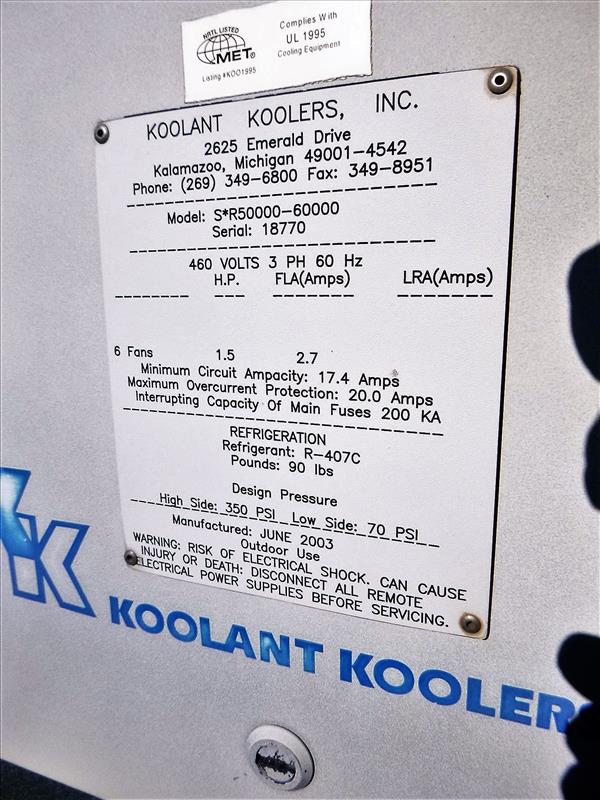 NRTL LISTED
MET®
Listing #KOO1995
Complies With
UL 1995
Cooling Equipment
KOOLANT KOOLERS, INC.
2625 Emerald Drive
Kalamazoo, Michigan 49001-4542
Phone: (269) 349-6800 Fax: 349-8951
Model: S*R50000-60000
Serial: 18770
460 VOLTS 3 PH 60 Hz
H.P. FLA(Amps) LRA(Amps)
6 Fans 1.5 2.7
Minimum Circuit Ampacity: 17.4 Amps
Maximum Overcurrent Protection: 20.0 Amps
Interrupting Capacity Of Main Fuses 200 KA
REFRIGERATION
Refrigerant: R-407C
Pounds: 90 lbs
Design Pressure
High Side: 350 PSI Low Side: 70 PSI
Manufactured: JUNE 2003
Outdoor Use
WARNING: RISK OF ELECTRICAL SHOCK. CAN CAUSE
INJURY OR DEATH: DISCONNECT ALL REMOTE
ELECTRICAL POWER SUPPLIES BEFORE SERVICING.
KK
KOOLANT KOOLERS